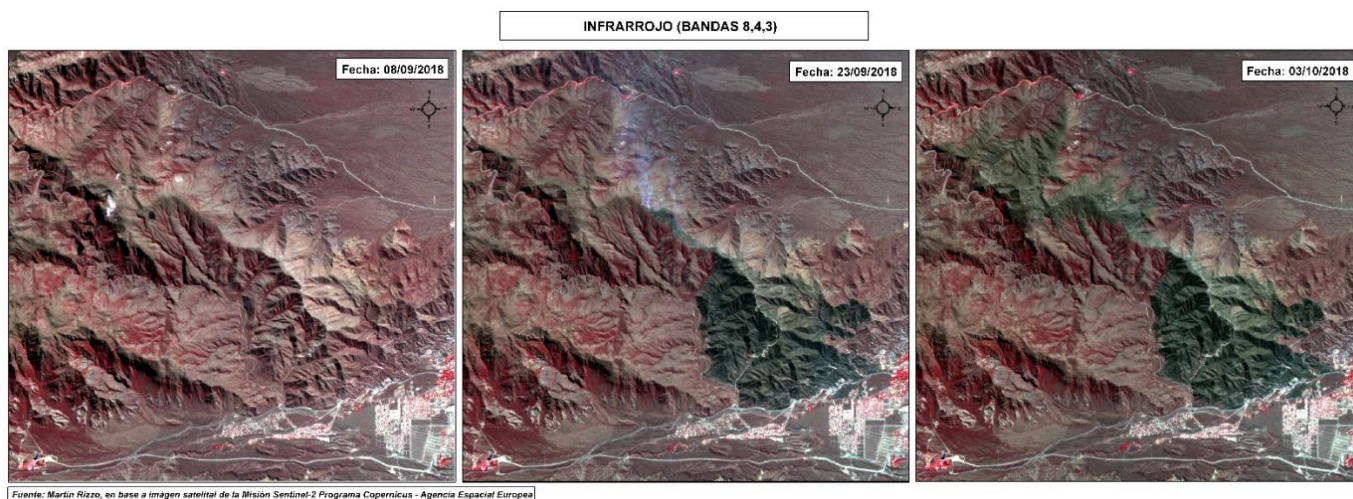 INFRARROJO (BANDAS 8,4,3)
Fecha: 08/09/2018
Fecha: 23/09/2018
Fecha: 03/10/2018
Fuente: Martín Rizzo, en base a imágen satelital de la Misión Sentinel-2 Programa Copernicus - Agencia Espacial Europea